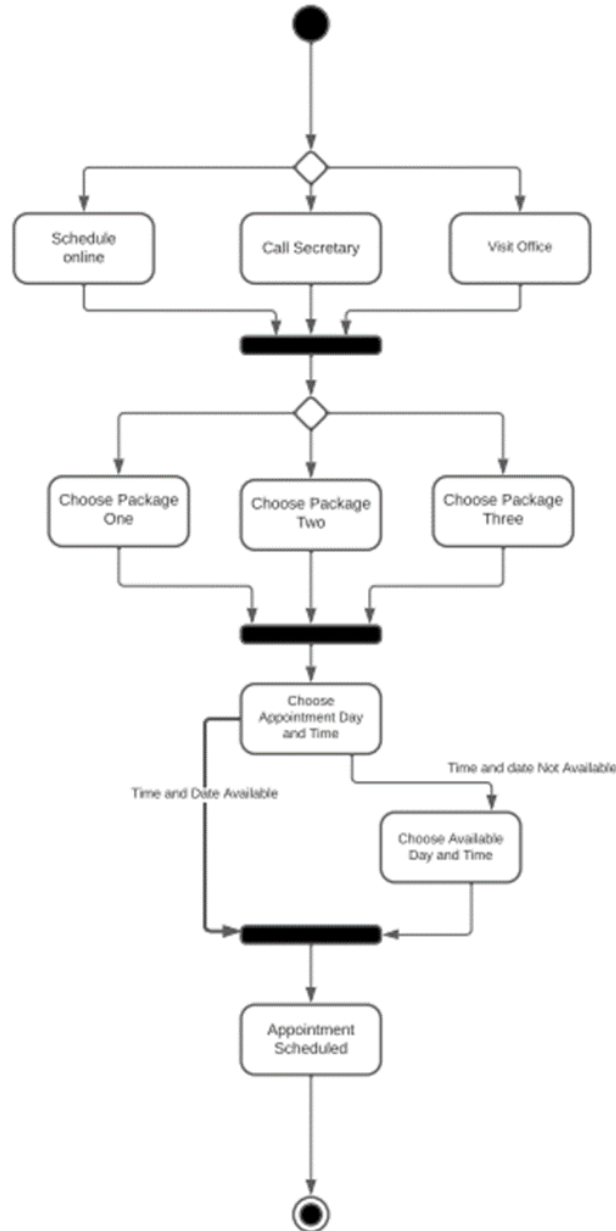 Schedule
online
Call Secretary
Visit Office
Choose Package
One
Choose Package
Two
Choose Package
Three
Choose
Appointment Day
and Time
Time and date Not Available
Time and Date Available
Choose Available
Day and Time
Appointment
Scheduled